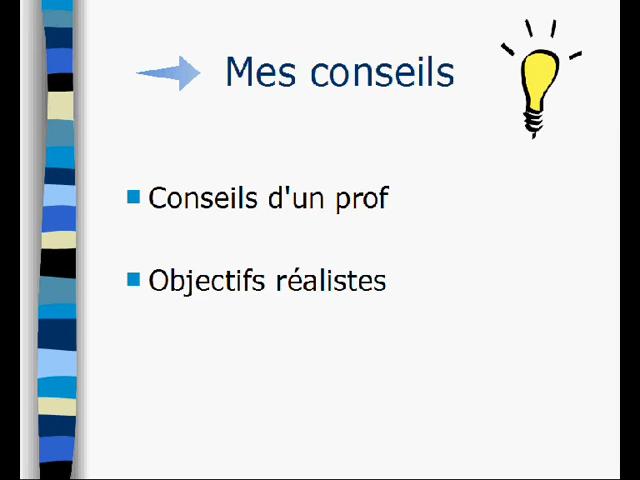 Mes conseils
Conseils d'un prof
Objectifs réalistes